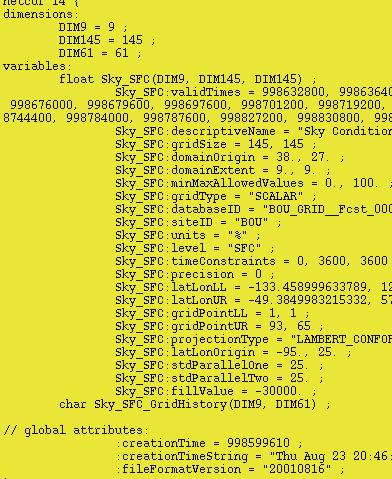 netcdf 14 {
dimensions:
DIM9 = 9 ;
DIM145 = 145 ;
DIM61 = 61 ;
variables:
float Sky_SFC(DIM9, DIM145, DIM145) ;
Sky_SFC:validTimes = 998632800, 9986364
998676000, 998679600, 998697600, 998701200, 998719200,
8744400, 998784000, 998787600, 998827200, 998830800, 998
Sky_SFC:descriptiveName = "Sky Condition
Sky_SFC:gridSize = 145, 145 ;
Sky_SFC:domainOrigin = 38., 27. ;
Sky_SFC:domainExtent = 9., 9. ;
Sky_SFC:minMaxAllowedValues = 0., 100. ;
Sky_SFC:gridType = "SCALAR" ;
Sky_SFC:databaseID = "BOU_GRID__Fcst_000
Sky_SFC:siteID = "BOU" ;
Sky_SFC:units = "%" ;
Sky_SFC:level = "SFC" ;
Sky_SFC:timeConstraints = 0, 3600, 3600
Sky_SFC:precision = 0 ;
Sky_SFC:latLonLL = -133.458999633789, 12
Sky_SFC:latLonUR = -49.3849983215332, 57
Sky_SFC:gridPointLL = 1, 1 ;
Sky_SFC:gridPointUR = 93, 65 ;
Sky_SFC:projectionType = "LAMBERT_CONFOR
Sky_SFC:latLonOrigin = -95., 25. ;
Sky_SFC:stdParallelOne = 25. ;
Sky_SFC:stdParallelTwo = 25. ;
Sky_SFC:fillValue = -30000. ;
char Sky_SFC_GridHistory(DIM9, DIM61) ;
// global attributes:
:creationTime = 998599610 ;
:creationTimeString = "Thu Aug 23 20:46:
:fileFormatVersion = "20010816" ;